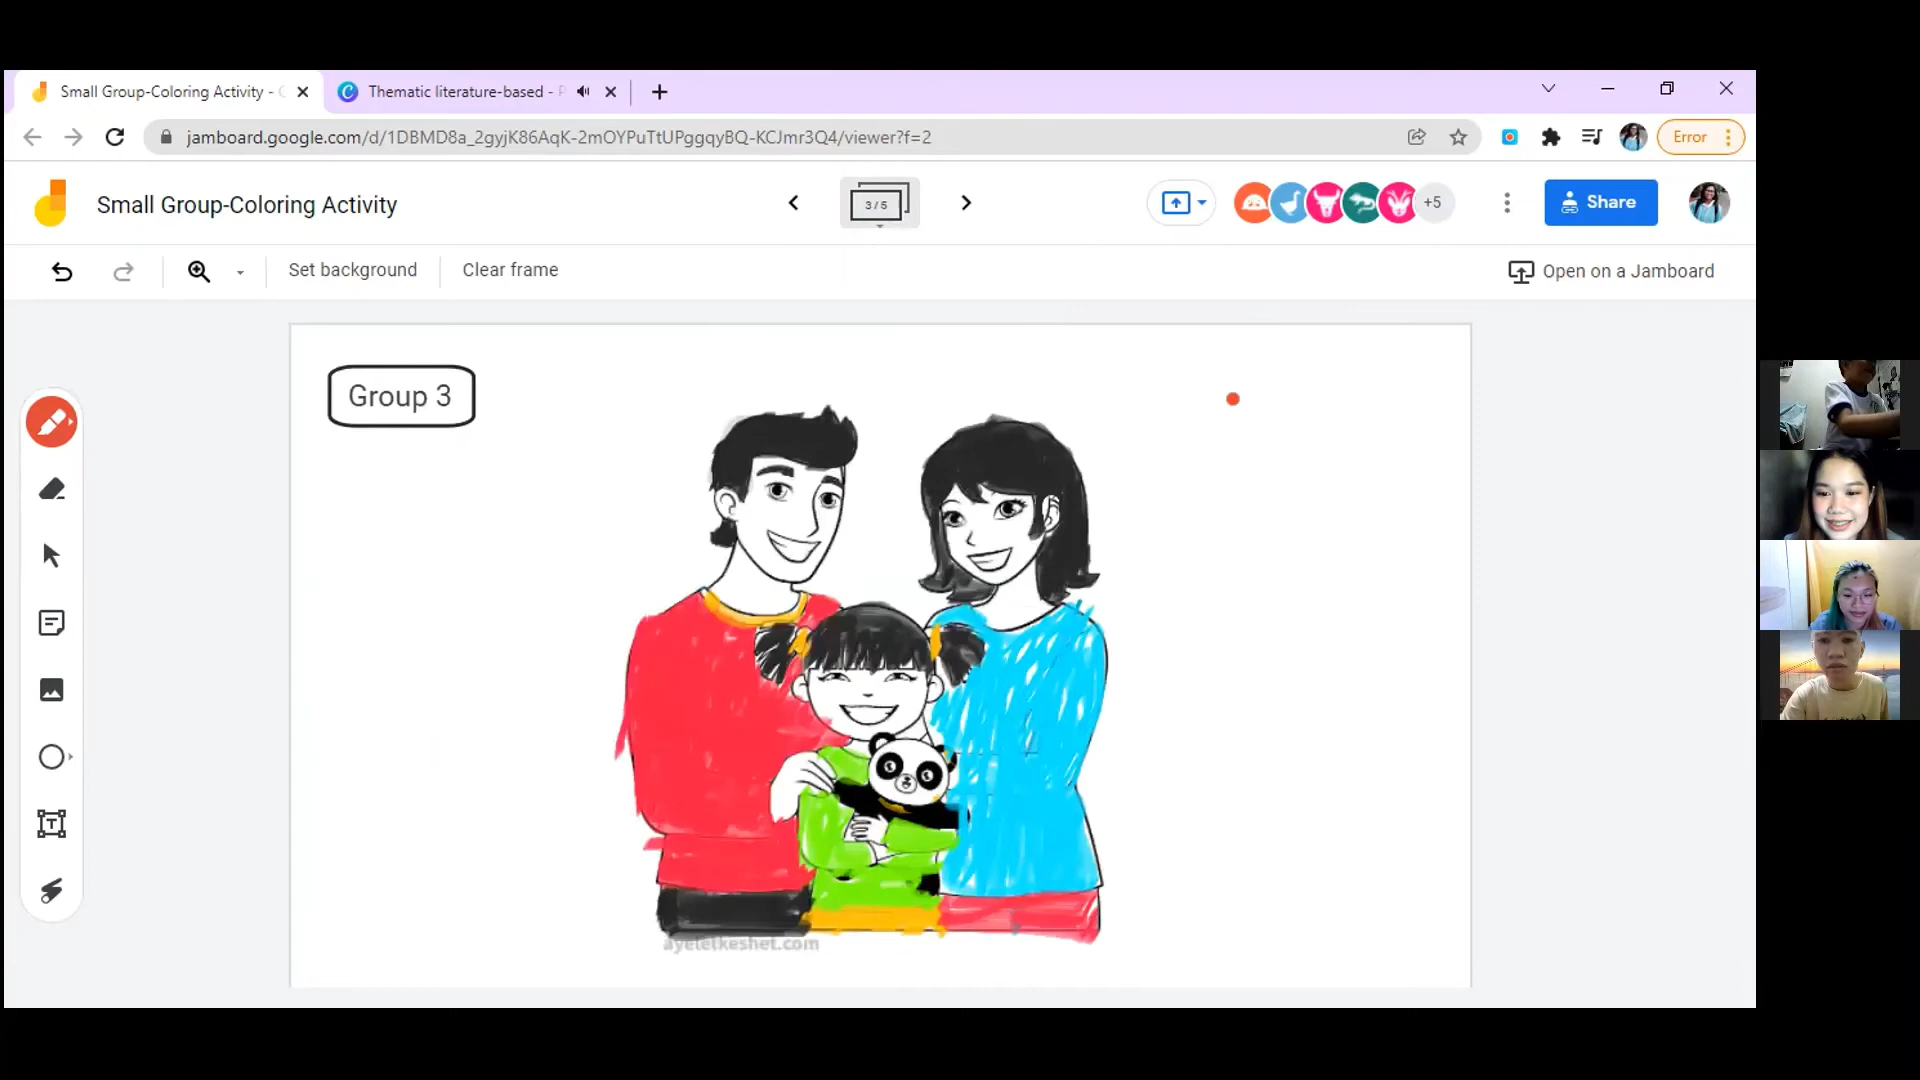 Small Group-Coloring Activity -
Thematic literature-based -
jamboard.google.com/d/1DBMD8a_2gyjK86AqK-2mOYPuTtUPggqyBQ-KCJmr3Q4/viewer?f=2
Error
Small Group-Coloring Activity
3 / 5
+5
Share
Set background
Clear frame
Open on a Jamboard
Group 3
ayeletkeshet.com